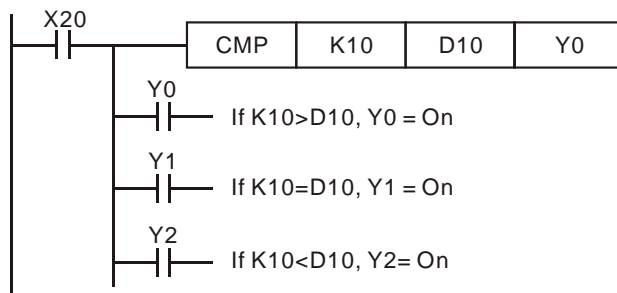 X20
CMP K10 D10 Y0
Y0
If K10>D10, Y0 = On
Y1
If K10=D10, Y1 = On
Y2
If K10<D10, Y2= On